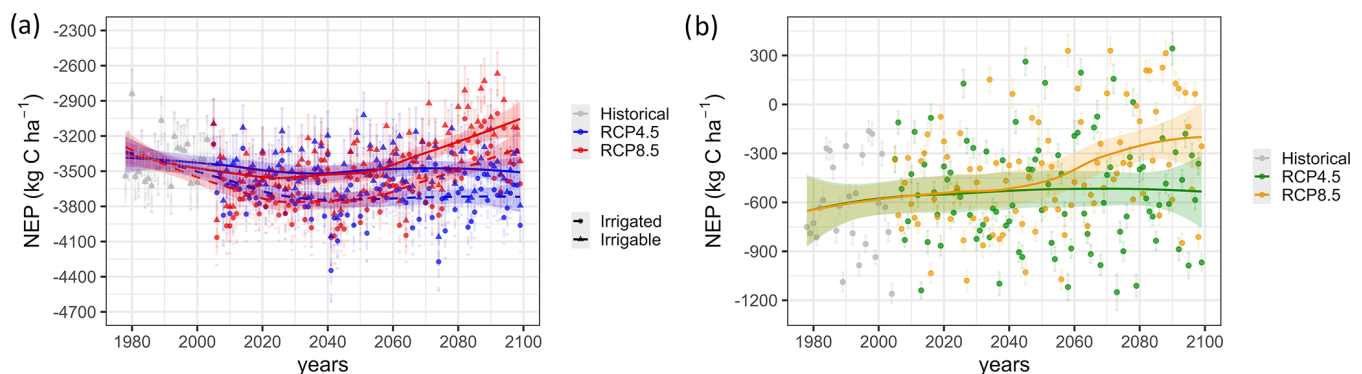 (a)
NEP (kg C ha⁻¹)
-2300
-2600
-2900
-3200
-3500
-3800
-4100
-4400
-4700
1980 2000 2020 2040 2060 2080 2100
years
Historical
RCP4.5
RCP8.5
Irrigated
Irrigable
(b)
NEP (kg C ha⁻¹)
300
0
-300
-600
-900
-1200
1980 2000 2020 2040 2060 2080 2100
years
Historical
RCP4.5
RCP8.5